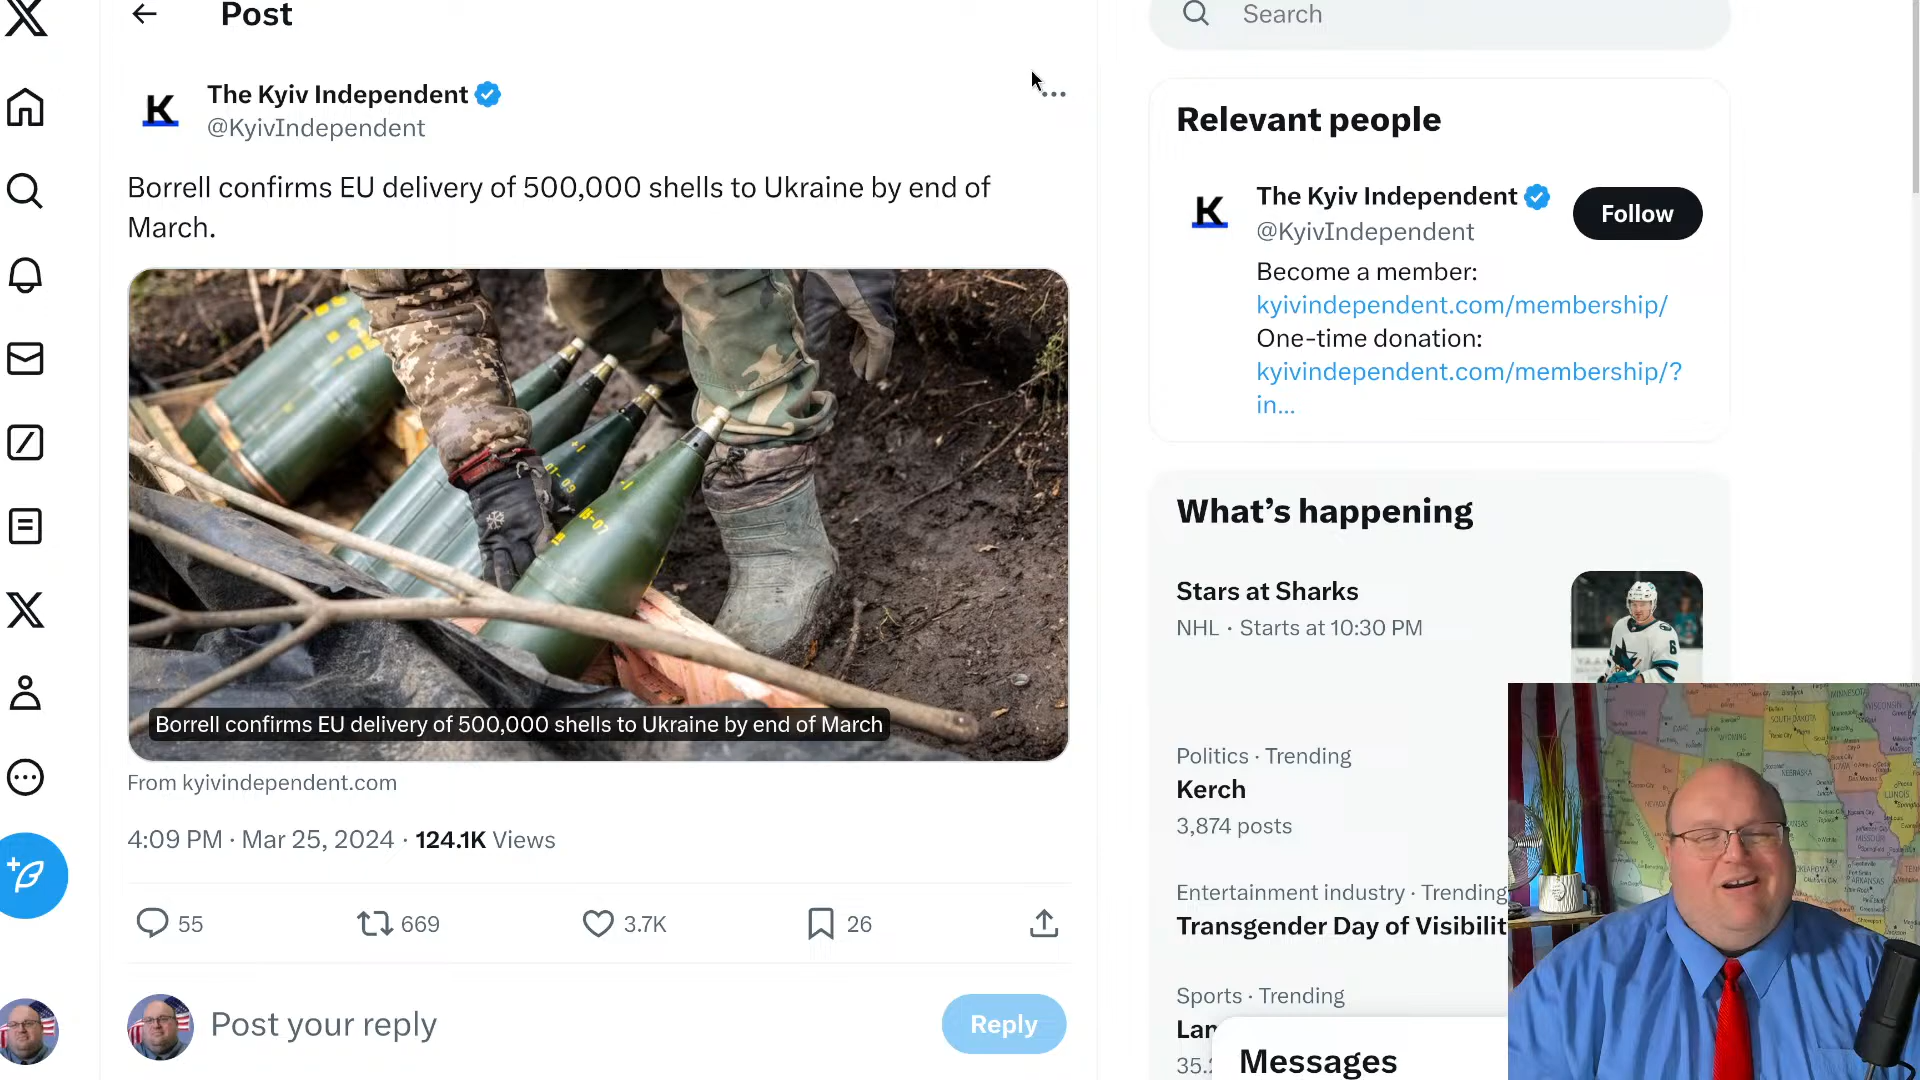 Post
Search
The Kyiv Independent
@KyivIndependent
Borrell confirms EU delivery of 500,000 shells to Ukraine by end of
March.
Borrell confirms EU delivery of 500,000 shells to Ukraine by end of March
From kyivindependent.com
4:09 PM · Mar 25, 2024 · 124.1K Views
55
669
3.7K
26
Post your reply
Reply
Relevant people
The Kyiv Independent
@KyivIndependent
Follow
Become a member:
kyivindependent.com/membership/
One-time donation:
kyivindependent.com/membership/?
in...
What's happening
Stars at Sharks
NHL · Starts at 10:30 PM
Politics · Trending
Kerch
3,874 posts
Entertainment industry · Trending
Transgender Day of Visibilit
Sports · Trending
Lan
35.
Messages